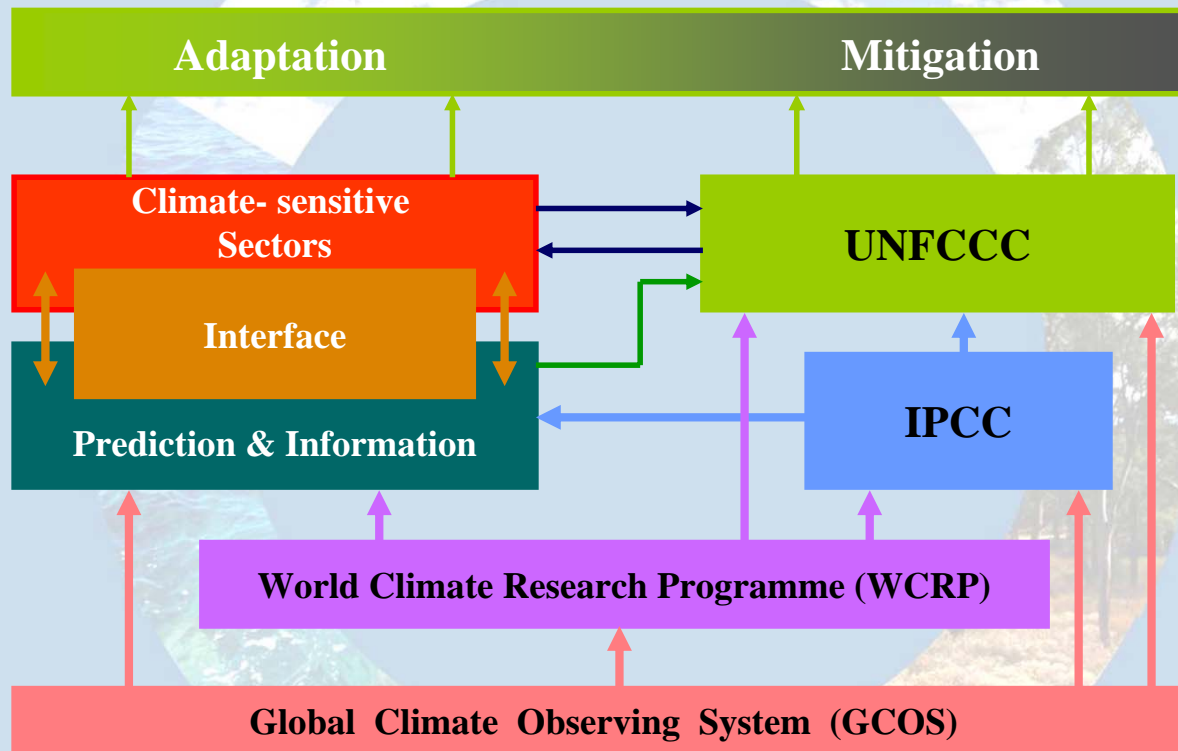 Adaptation Mitigation
Climate- sensitive
Sectors
UNFCCC
Interface
IPCC
Prediction & Information
World Climate Research Programme (WCRP)
Global Climate Observing System (GCOS)